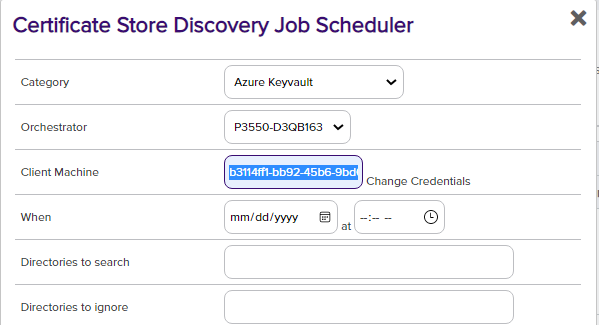 Certificate Store Discovery Job Scheduler
Category Azure Keyvault
Orchestrator P3550-D3QB163
Client Machine b3114ff1-bb92-45b6-9bd Change Credentials
When mm/dd/yyyy at --:-- --
Directories to search
Directories to ignore